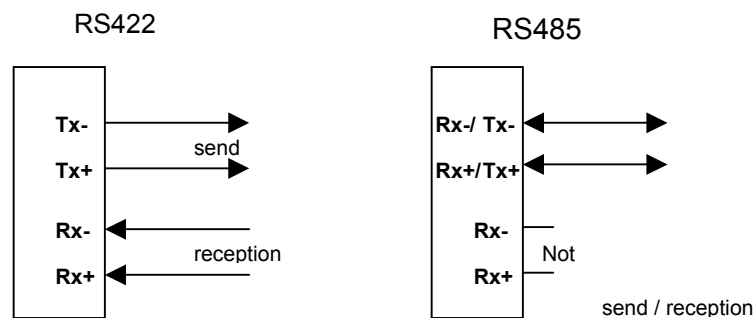 RS422
Tx-
Tx+
send
Rx-
Rx+
reception
RS485
Rx-/ Tx-
Rx+/Tx+
Rx-
Rx+
Not
send / reception